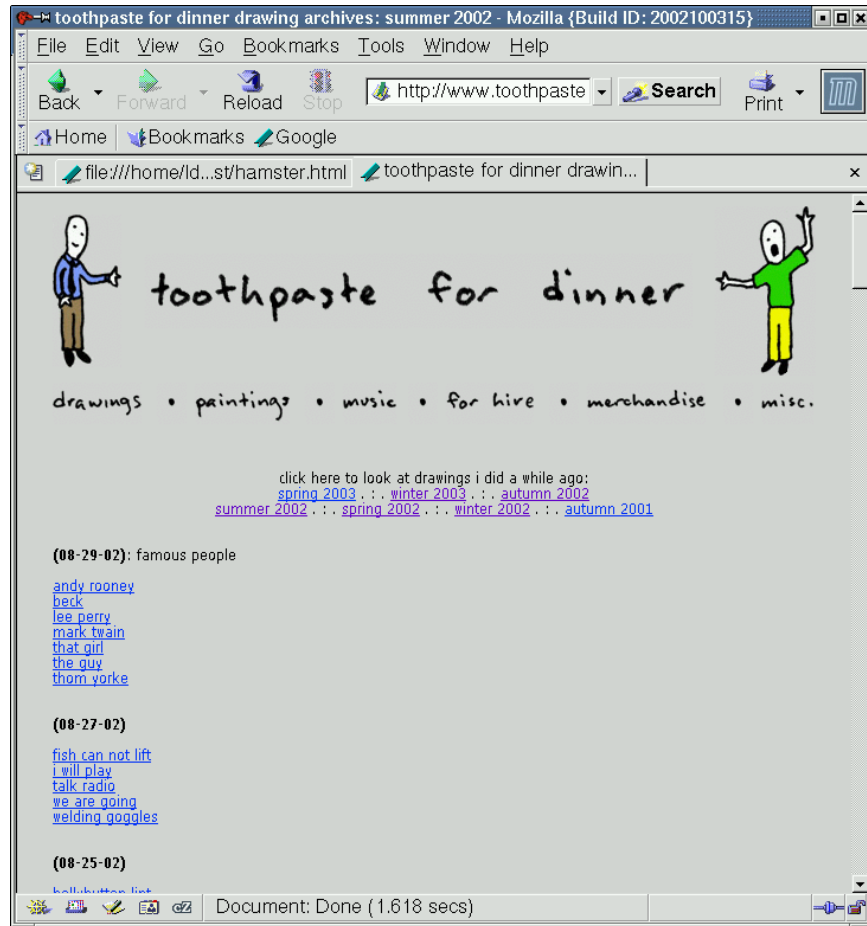 toothpaste for dinner drawing archives: summer 2002 - Mozilla {Build ID: 2002100315}
File Edit View Go Bookmarks Tools Window Help
Back Forward Reload Stop http://www.toothpaste Search Print
Home Bookmarks Google
file:///home/ld...st/hamster.html toothpaste for dinner drawin...
toothpaste for dinner
drawings • paintings • music • for hire • merchandise • misc.
click here to look at drawings i did a while ago:
spring 2003 . : . winter 2003 . : . autumn 2002
summer 2002 . : . spring 2002 . : . winter 2002 . : . autumn 2001
(08-29-02): famous people
andy rooney
beck
lee perry
mark twain
that girl
the guy
thom yorke
(08-27-02)
fish can not lift
i will play
talk radio
we are going
welding goggles
(08-25-02)
Document: Done (1.618 secs)